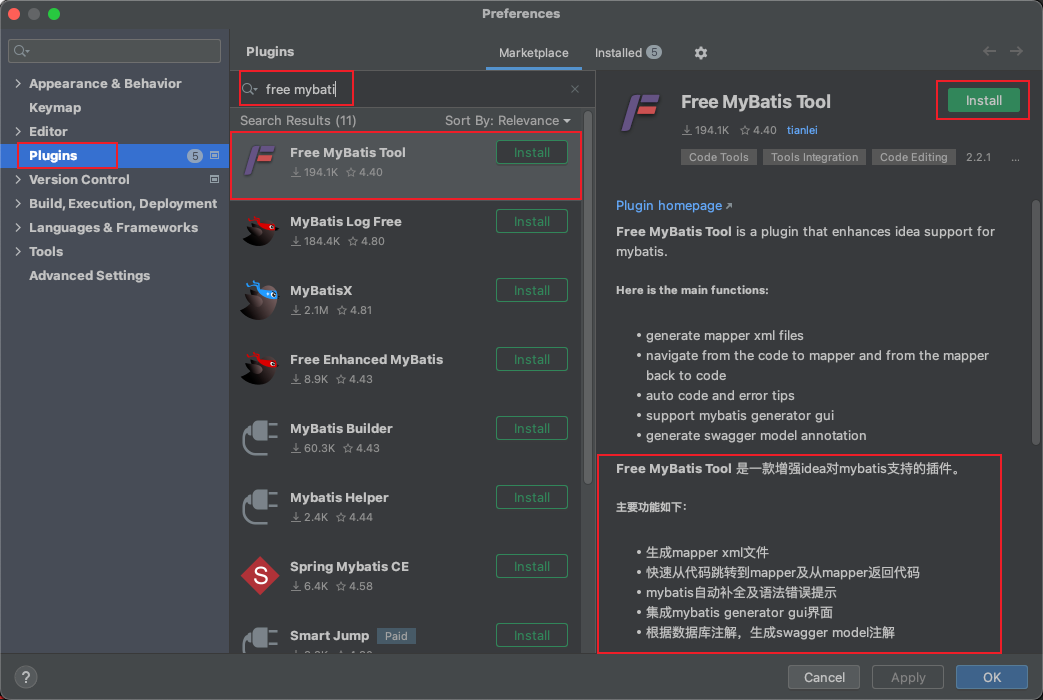 Preferences
Appearance & Behavior
Keymap
Editor
Plugins
5
Version Control
Build, Execution, Deployment
Languages & Frameworks
Tools
Advanced Settings
Plugins
Marketplace
Installed 5
free mybati
Search Results (11)
Sort By: Relevance
Free MyBatis Tool
194.1K 4.40
Install
MyBatis Log Free
184.4K 4.80
Install
MyBatisX
2.1M 4.81
Install
Free Enhanced MyBatis
8.9K 4.43
Install
MyBatis Builder
60.3K 4.43
Install
Mybatis Helper
2.4K 4.44
Install
Spring Mybatis CE
6.4K 4.58
Install
Smart Jump Paid
Install
Free MyBatis Tool
194.1K 4.40 tianlei
Install
Code Tools Tools Integration Code Editing 2.2.1 ...
Plugin homepage
Free MyBatis Tool is a plugin that enhances idea support for
mybatis.
Here is the main functions:
• generate mapper xml files
• navigate from the code to mapper and from the mapper
back to code
• auto code and error tips
• support mybatis generator gui
• generate swagger model annotation
Free MyBatis Tool 是一款增强idea对mybatis支持的插件。
主要功能如下：
• 生成mapper xml文件
• 快速从代码跳转到mapper及从mapper返回代码
• mybatis自动补全及语法错误提示
• 集成mybatis generator gui界面
• 根据数据库注解，生成swagger model注解
?
Cancel
Apply
OK